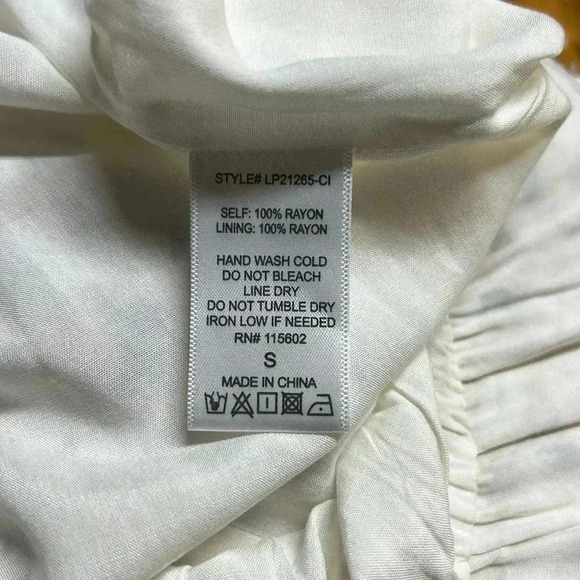 STYLE# LP21265-CI
SELF: 100% RAYON
LINING: 100% RAYON
HAND WASH COLD
DO NOT BLEACH
LINE DRY
DO NOT TUMBLE DRY
IRON LOW IF NEEDED
RN# 115602
S
MADE IN CHINA